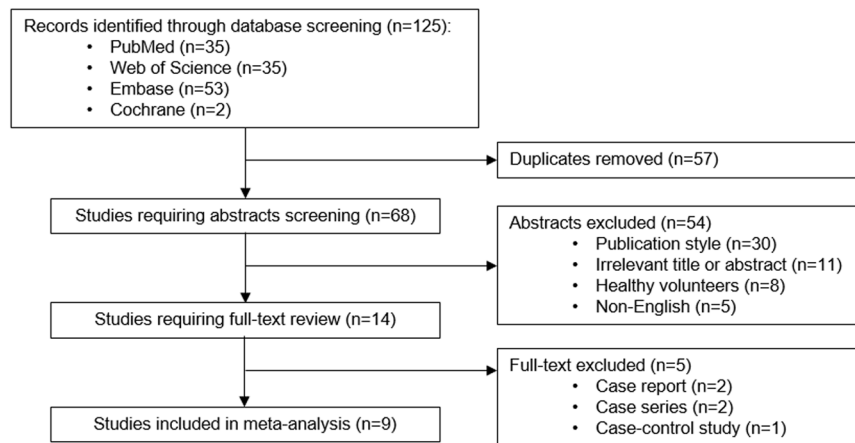 Records identified through database screening (n=125):
• PubMed (n=35)
• Web of Science (n=35)
• Embase (n=53)
• Cochrane (n=2)
Duplicates removed (n=57)
Studies requiring abstracts screening (n=68)
Abstracts excluded (n=54)
• Publication style (n=30)
• Irrelevant title or abstract (n=11)
• Healthy volunteers (n=8)
• Non-English (n=5)
Studies requiring full-text review (n=14)
Full-text excluded (n=5)
• Case report (n=2)
• Case series (n=2)
• Case-control study (n=1)
Studies included in meta-analysis (n=9)